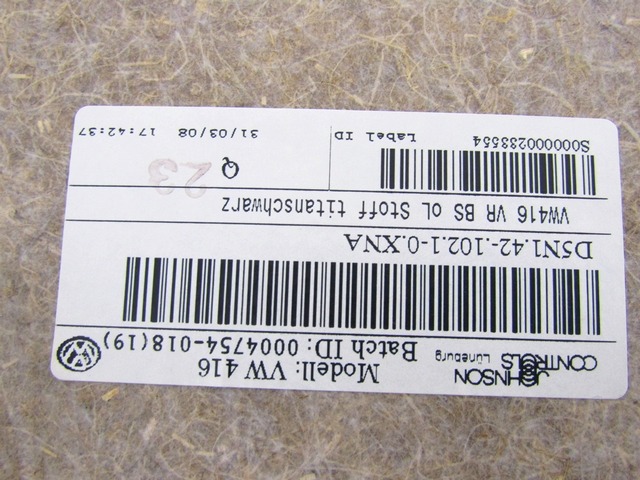 JOHNSON
CONTROLS Lüneburg
Modell: VW 416
Batch ID: 0004754-018(19)
D5N1.42-.102.1-0.XNA
VW416 VR BS oL Stoff titanschwarz
Q 23
S0000000233554 Label ID 31/03/08 17:42:37